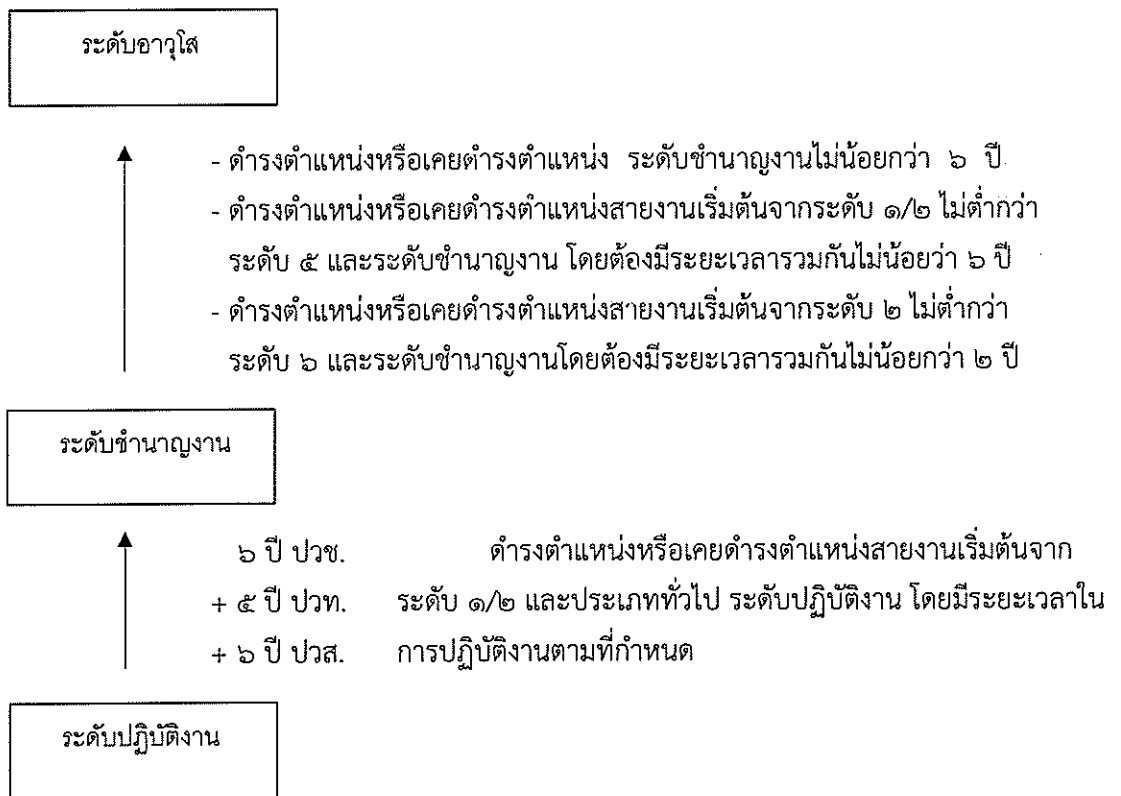 ระดับอาวุโส
- ดำรงตำแหน่งหรือเคยดำรงตำแหน่ง ระดับชำนาญงานไม่น้อยกว่า ๖ ปี
- ดำรงตำแหน่งหรือเคยดำรงตำแหน่งสายงานเริ่มต้นจากระดับ ๑/๒ ไม่ต่ำกว่า
ระดับ ๕ และระดับชำนาญงาน โดยต้องมีระยะเวลารวมกันไม่น้อยว่า ๖ ปี
- ดำรงตำแหน่งหรือเคยดำรงตำแหน่งสายงานเริ่มต้นจากระดับ ๒ ไม่ต่ำกว่า
ระดับ ๖ และระดับชำนาญงานโดยต้องมีระยะเวลารวมกันไม่น้อยกว่า ๒ ปี
ระดับชำนาญงาน
๖ ปี ปวช. ดำรงตำแหน่งหรือเคยดำรงตำแหน่งสายงานเริ่มต้นจาก
+ ๕ ปี ปวท. ระดับ ๑/๒ และประเภททั่วไป ระดับปฏิบัติงาน โดยมีระยะเวลาใน
+ ๖ ปี ปวส. การปฏิบัติงานตามที่กำหนด
ระดับปฏิบัติงาน